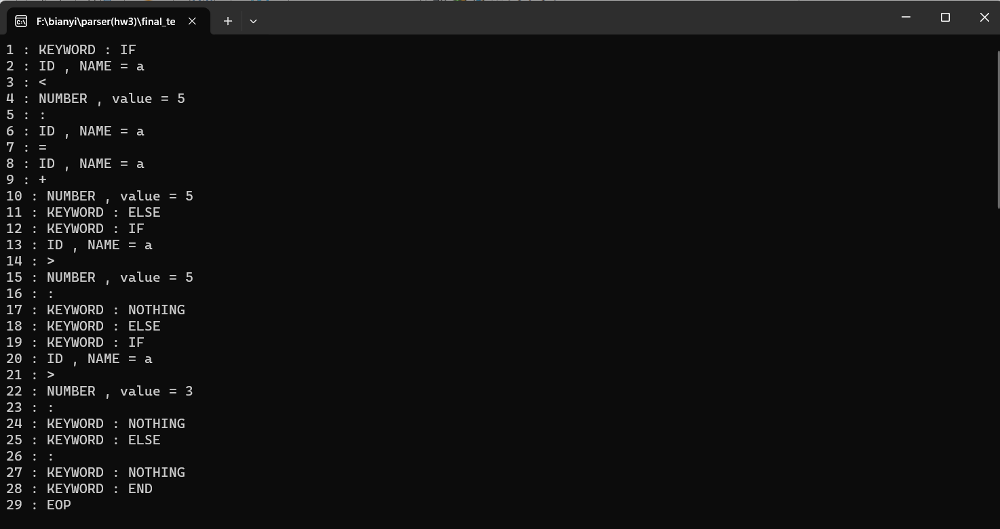 F:\bianyi\parser(hw3)\final_te
1 : KEYWORD : IF
2 : ID , NAME = a
3 : <
4 : NUMBER , value = 5
5 : :
6 : ID , NAME = a
7 : =
8 : ID , NAME = a
9 : +
10 : NUMBER , value = 5
11 : KEYWORD : ELSE
12 : KEYWORD : IF
13 : ID , NAME = a
14 : >
15 : NUMBER , value = 5
16 : :
17 : KEYWORD : NOTHING
18 : KEYWORD : ELSE
19 : KEYWORD : IF
20 : ID , NAME = a
21 : >
22 : NUMBER , value = 3
23 : :
24 : KEYWORD : NOTHING
25 : KEYWORD : ELSE
26 : :
27 : KEYWORD : NOTHING
28 : KEYWORD : END
29 : EOP